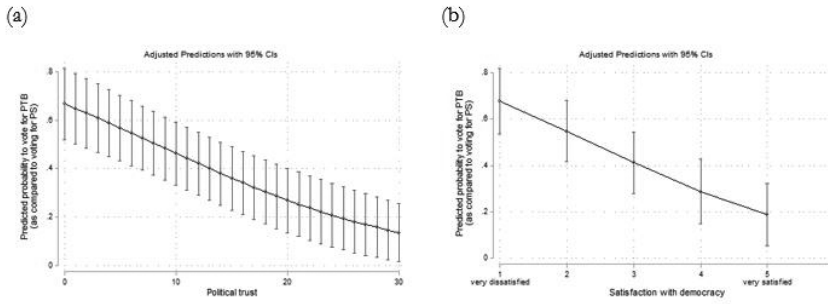 (a)
(b)
Adjusted Predictions with 95% CIs
Predicted probability to vote for PTB
(as compared to voting for PS)
.8
.6
.4
.2
0
0
10
20
30
Political trust
Adjusted Predictions with 95% CIs
Predicted probability to vote for PTB
(as compared to voting for PS)
.8
.6
.4
.2
0
1
2
3
4
5
very dissatisfied
very satisfied
Satisfaction with democracy